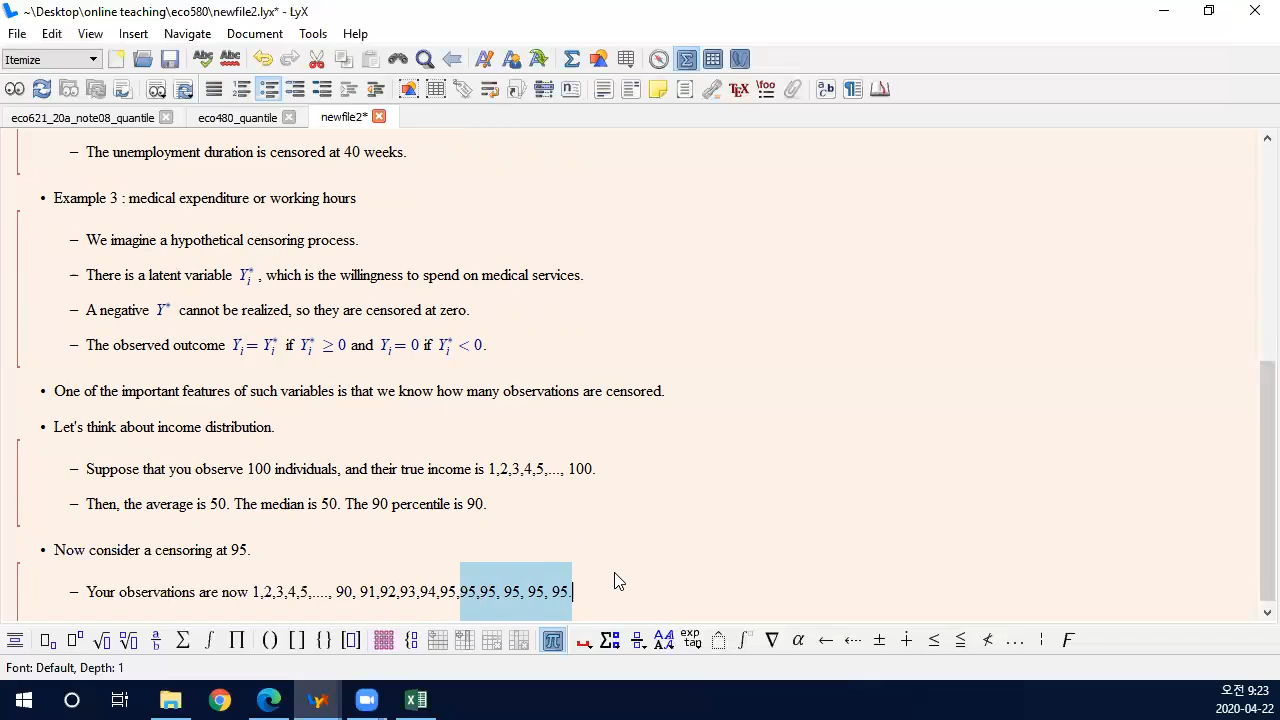 ~\Desktop\online teaching\eco580\newfile2.lyx* - LyX
File Edit View Insert Navigate Document Tools Help
Itemize
eco621_20a_note08_quantile eco480_quantile newfile2*
– The unemployment duration is censored at 40 weeks.
• Example 3 : medical expenditure or working hours
– We imagine a hypothetical censoring process.
– There is a latent variable Y_i^* , which is the willingness to spend on medical services.
– A negative Y^* cannot be realized, so they are censored at zero.
– The observed outcome Y_i = Y_i^* if Y_i^* ≥ 0 and Y_i = 0 if Y_i^* < 0.
• One of the important features of such variables is that we know how many observations are censored.
• Let's think about income distribution.
– Suppose that you observe 100 individuals, and their true income is 1,2,3,4,5,..., 100.
– Then, the average is 50. The median is 50. The 90 percentile is 90.
• Now consider a censoring at 95.
– Your observations are now 1,2,3,4,5,...., 90, 91,92,93,94,95,95,95, 95, 95, 95.
Font: Default, Depth: 1
오전 9:23
2020-04-22